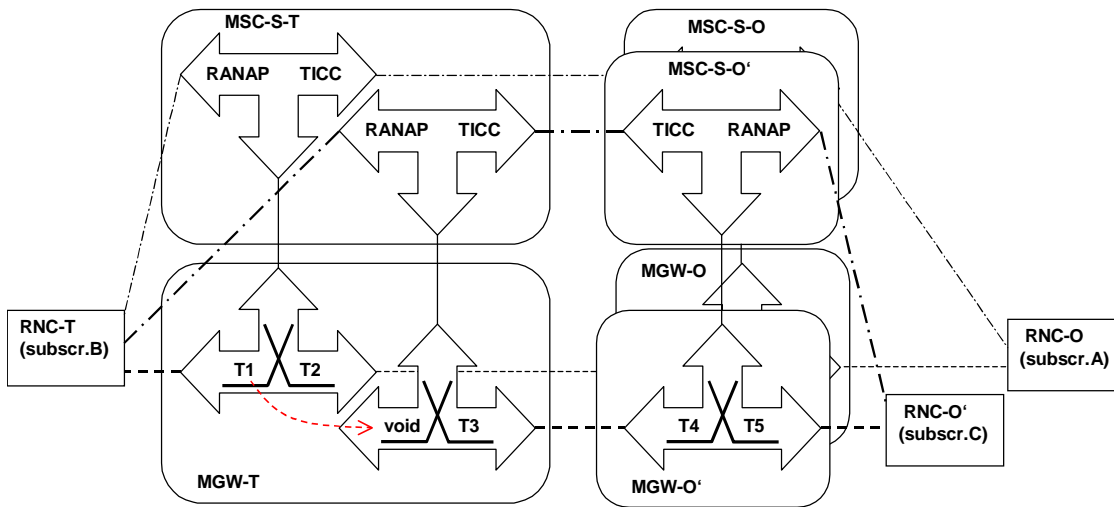 MSC-S-T
MSC-S-O
MSC-S-O‘
RANAP TICC
RANAP TICC
TICC RANAP
MGW-O
RNC-T
(subscr.B)
RNC-O
(subscr.A)
T1 T2
void T3
T4 T5
RNC-O‘
(subscr.C)
MGW-T
MGW-O‘